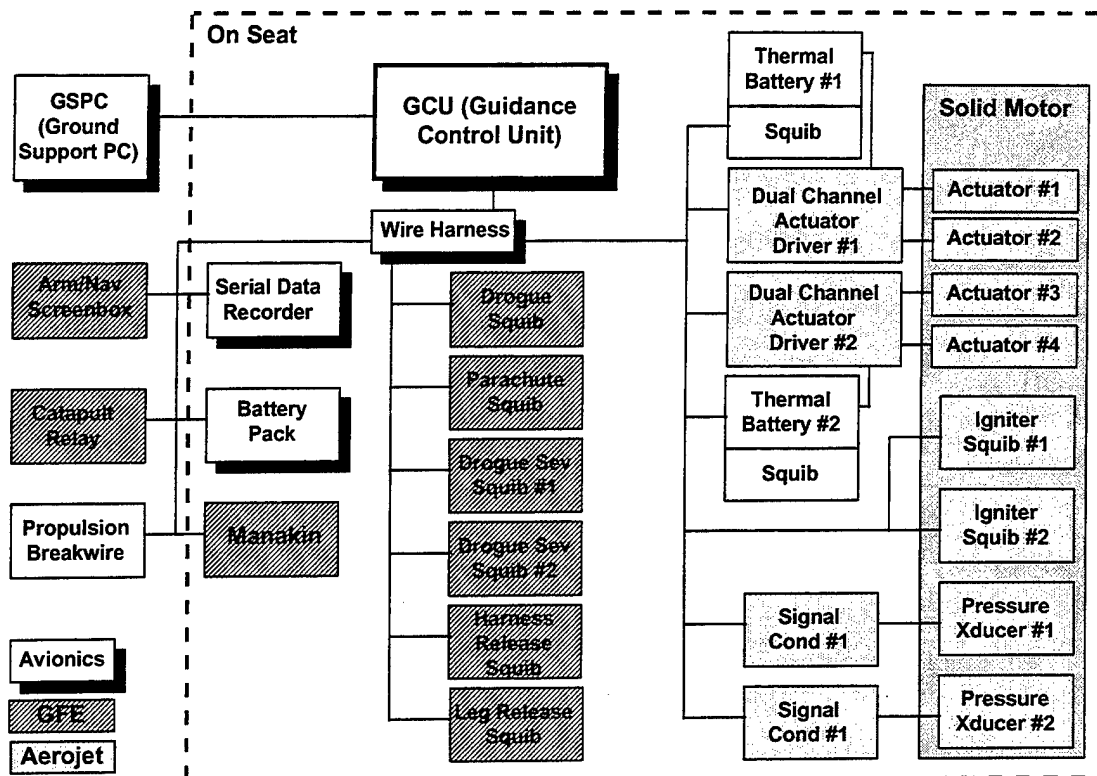 On Seat
GSPC
(Ground
Support PC)
GCU (Guidance
Control Unit)
Wire Harness
Arm/Nav
Screenbox
Serial Data
Recorder
Catapult
Relay
Battery
Pack
Propulsion
Breakwire
Manakin
Drogue
Squib
Parachute
Squib
Drogue Sev
Squib #1
Drogue Sev
Squib #2
Harness
Release
Squib
Leg Release
Squib
Thermal
Battery #1
Squib
Dual Channel
Actuator
Driver #1
Dual Channel
Actuator
Driver #2
Thermal
Battery #2
Squib
Signal
Cond #1
Signal
Cond #1
Solid Motor
Actuator #1
Actuator #2
Actuator #3
Actuator #4
Igniter
Squib #1
Igniter
Squib #2
Pressure
Xducer #1
Pressure
Xducer #2
Avionics
GFE
Aerojet